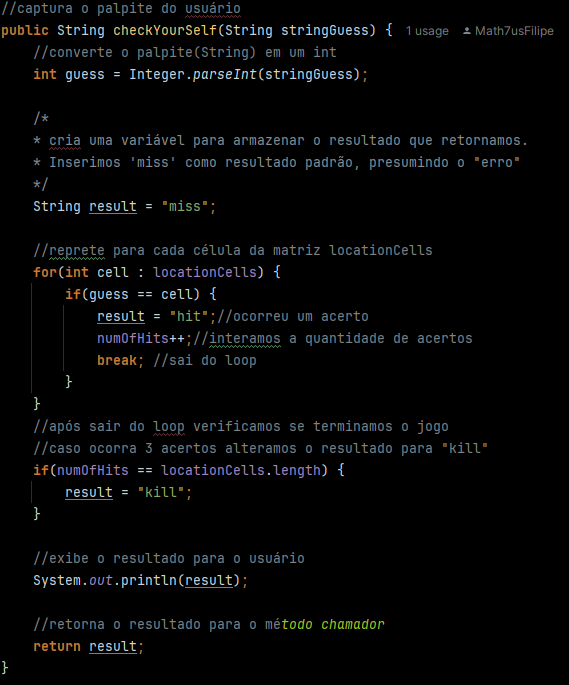 //captura o palpite do usuário
public String checkYourSelf(String stringGuess) { 1 usage Math7usFilipe
//converte o palpite(String) em um int
int guess = Integer.parseInt(stringGuess);
/*
* cria uma variável para armazenar o resultado que retornamos.
* Inserimos 'miss' como resultado padrão, presumindo o "erro"
*/
String result = "miss";
//reprete para cada célula da matriz locationCells
for(int cell : locationCells) {
if(guess == cell) {
result = "hit";//ocorreu um acerto
numOfHits++;//interamos a quantidade de acertos
break; //sai do loop
}
}
//após sair do loop verificamos se terminamos o jogo
//caso ocorra 3 acertos alteramos o resultado para "kill"
if(numOfHits == locationCells.length) {
result = "kill";
}
//exibe o resultado para o usuário
System.out.println(result);
//retorna o resultado para o método chamador
return result;
}